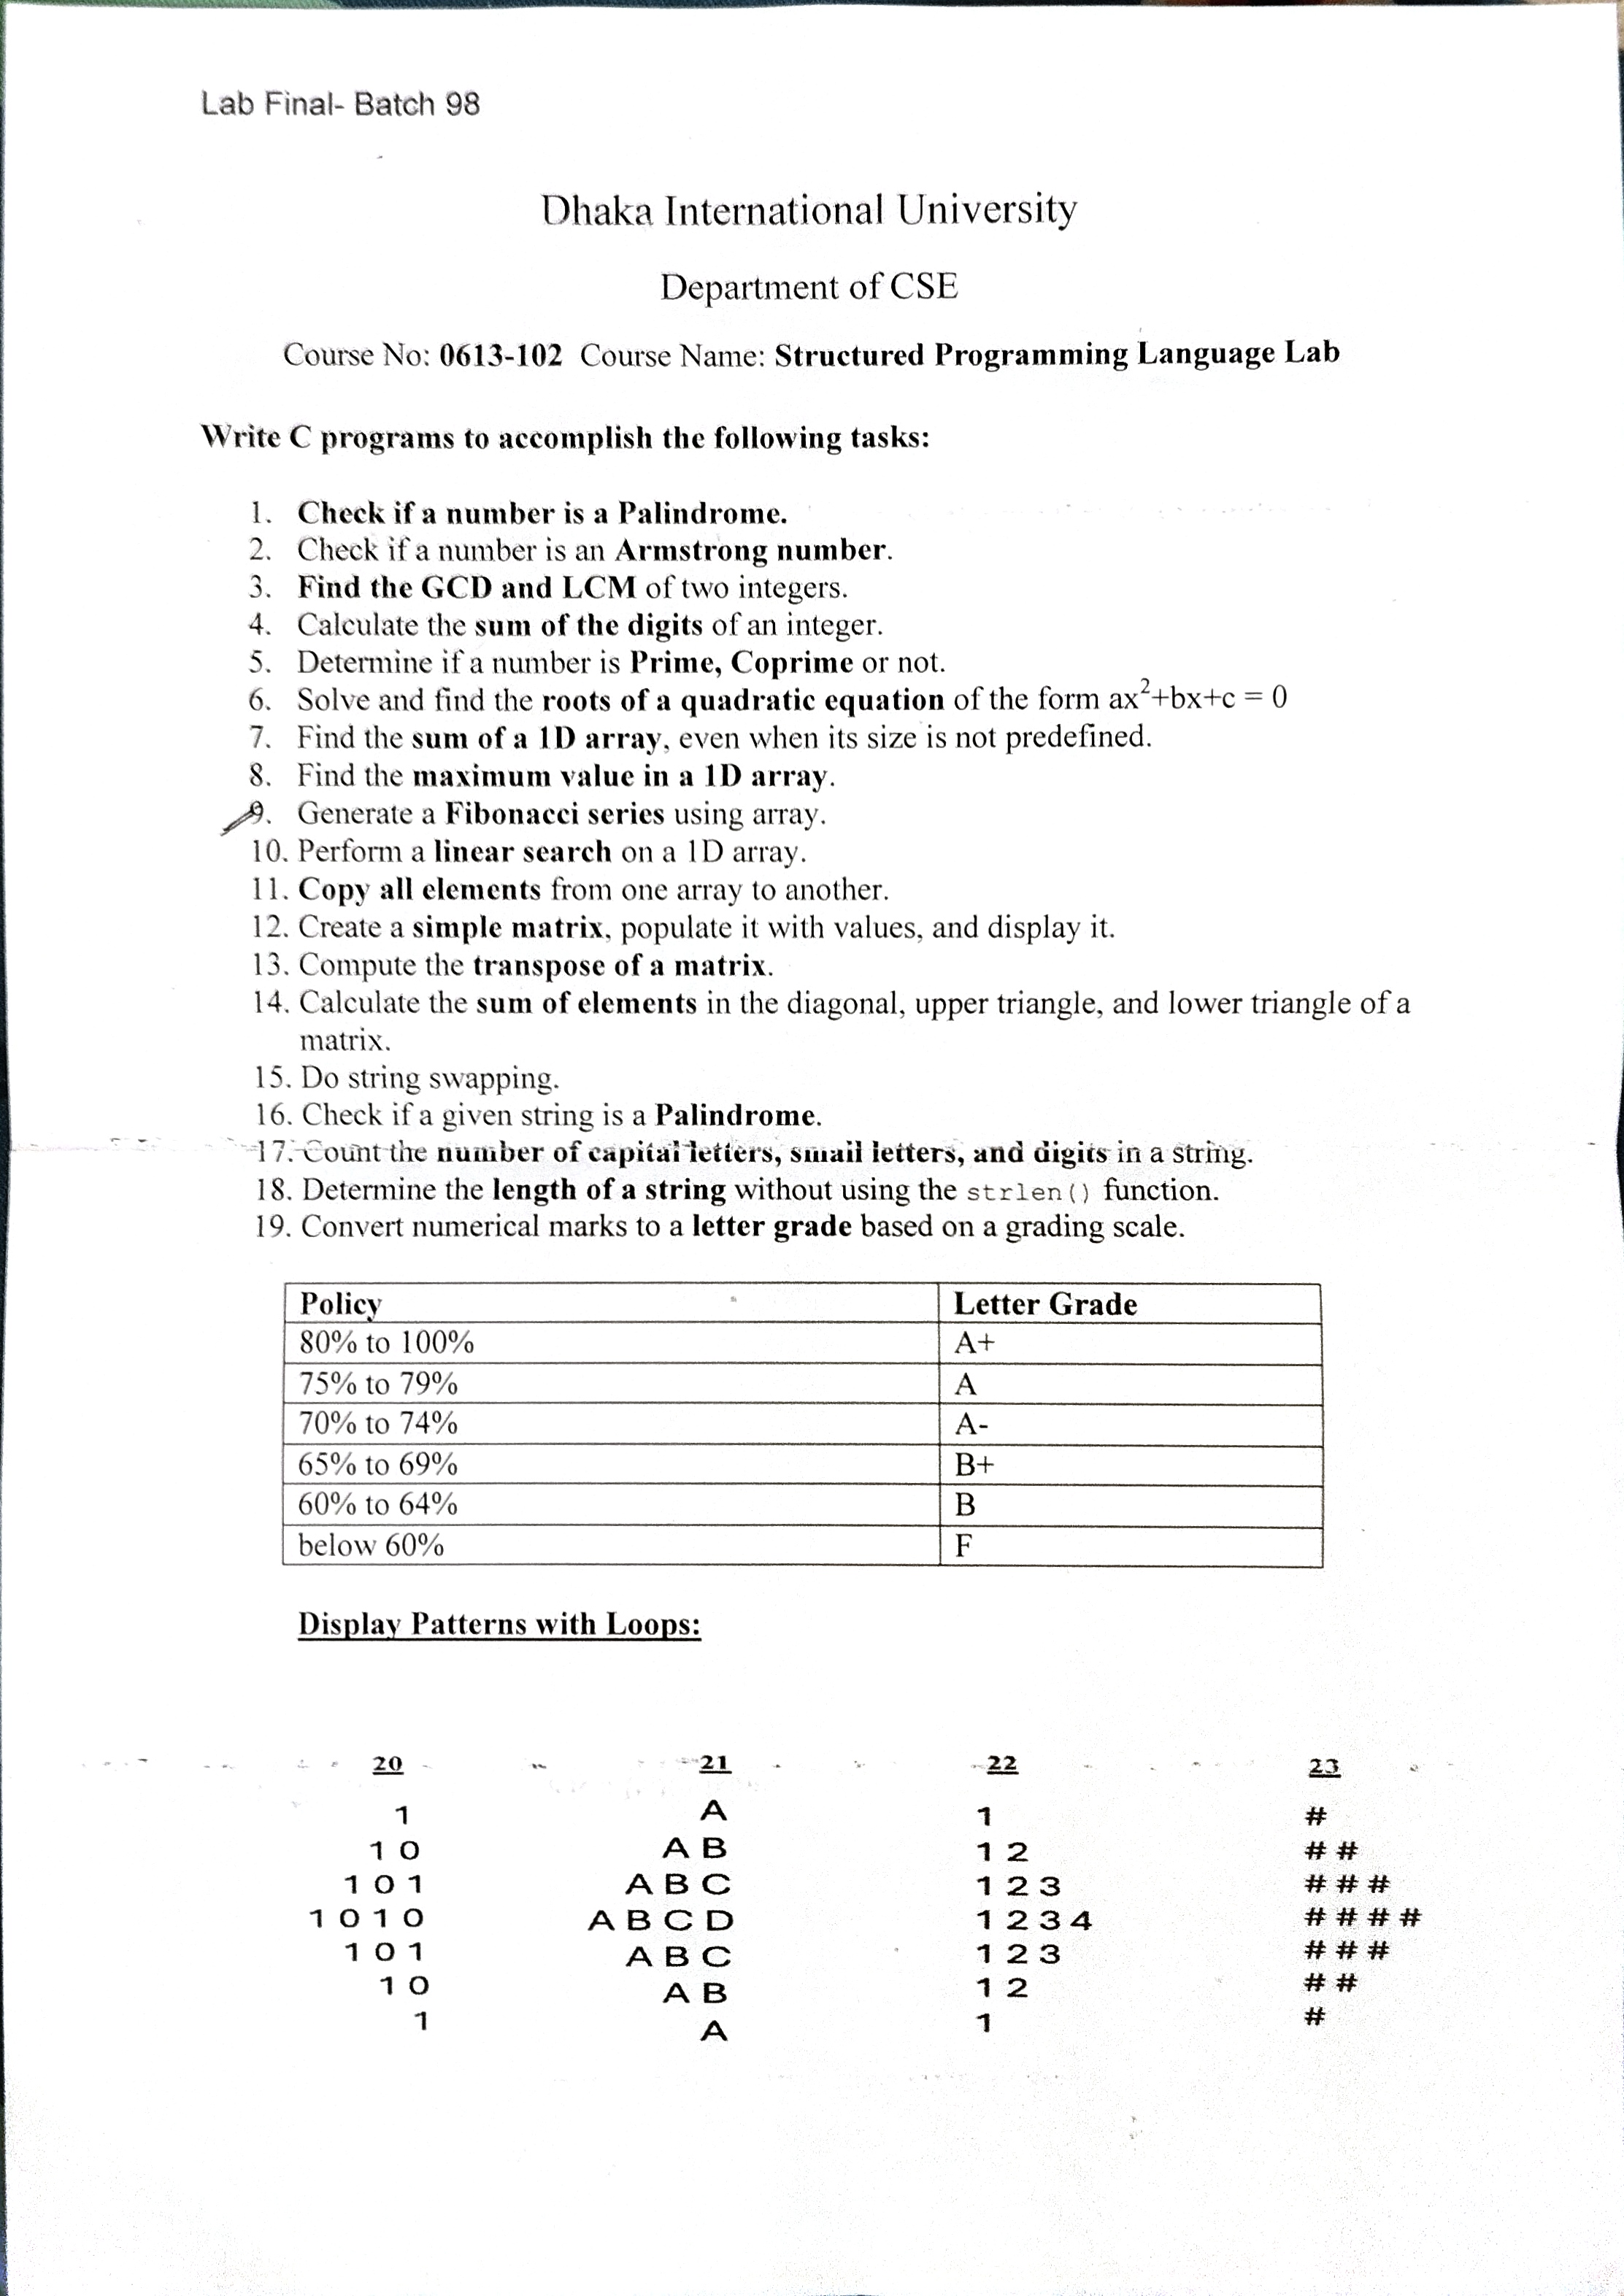 Lab Final- Batch 98
Dhaka International University
Department of CSE
Course No: 0613-102 Course Name: Structured Programming Language Lab
Write C programs to accomplish the following tasks:
1. Check if a number is a Palindrome.
2. Check if a number is an Armstrong number.
3. Find the GCD and LCM of two integers.
4. Calculate the sum of the digits of an integer.
5. Determine if a number is Prime, Coprime or not.
6. Solve and find the roots of a quadratic equation of the form ax²+bx+c = 0
7. Find the sum of a 1D array, even when its size is not predefined.
8. Find the maximum value in a 1D array.
9. Generate a Fibonacci series using array.
10. Perform a linear search on a 1D array.
11. Copy all elements from one array to another.
12. Create a simple matrix, populate it with values, and display it.
13. Compute the transpose of a matrix.
14. Calculate the sum of elements in the diagonal, upper triangle, and lower triangle of a
matrix.
15. Do string swapping.
16. Check if a given string is a Palindrome.
17. Count the number of capital letters, small letters, and digits in a string.
18. Determine the length of a string without using the strlen() function.
19. Convert numerical marks to a letter grade based on a grading scale.
Policy Letter Grade
80% to 100% A+
75% to 79% A
70% to 74% A-
65% to 69% B+
60% to 64% B
below 60% F
Display Patterns with Loops:
20 21 22 23
1 A 1 #
1 0 A B 1 2 # #
1 0 1 A B C 1 2 3 # # #
1 0 1 0 A B C D 1 2 3 4 # # # #
1 0 1 A B C 1 2 3 # # #
1 0 A B 1 2 # #
1 A 1 #